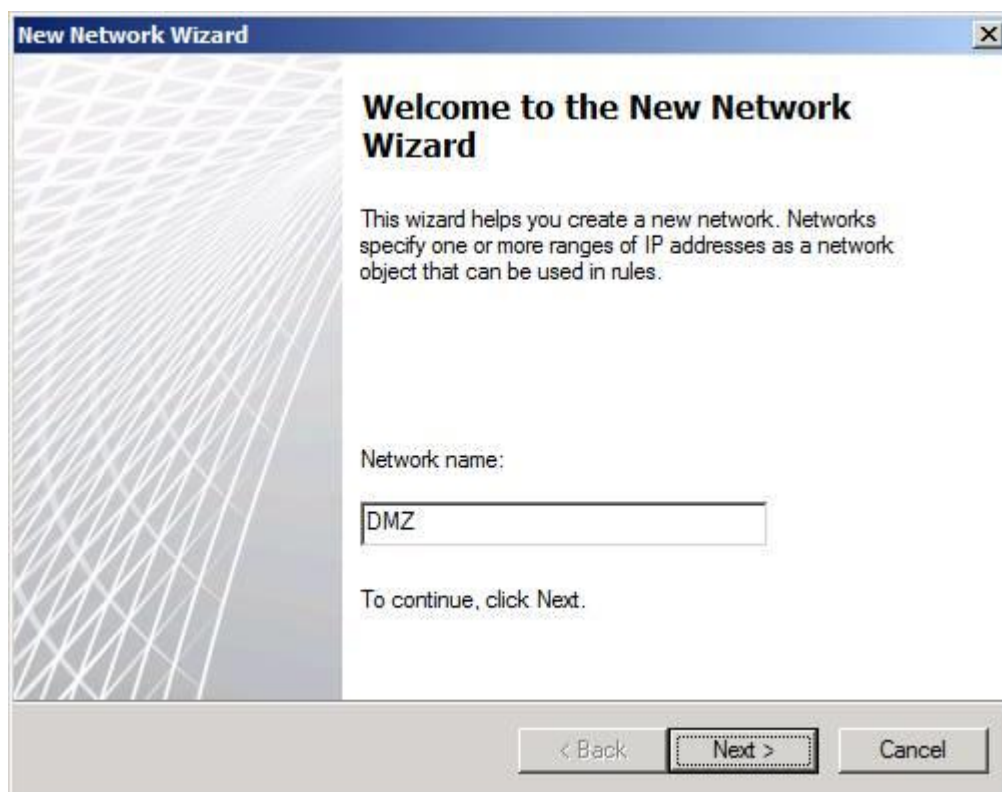 New Network Wizard
Welcome to the New Network
Wizard
This wizard helps you create a new network. Networks
specify one or more ranges of IP addresses as a network
object that can be used in rules.
Network name:
DMZ
To continue, click Next.
< Back
Next >
Cancel